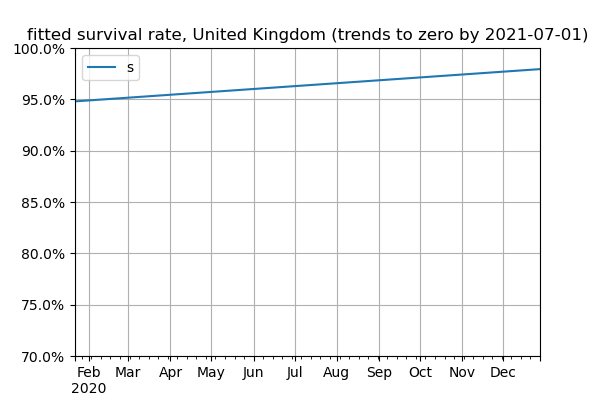 fitted survival rate, United Kingdom (trends to zero by 2021-07-01)
100.0%
s
95.0%
90.0%
85.0%
80.0%
75.0%
70.0%
Feb Mar Apr May Jun Jul Aug Sep Oct Nov Dec
2020